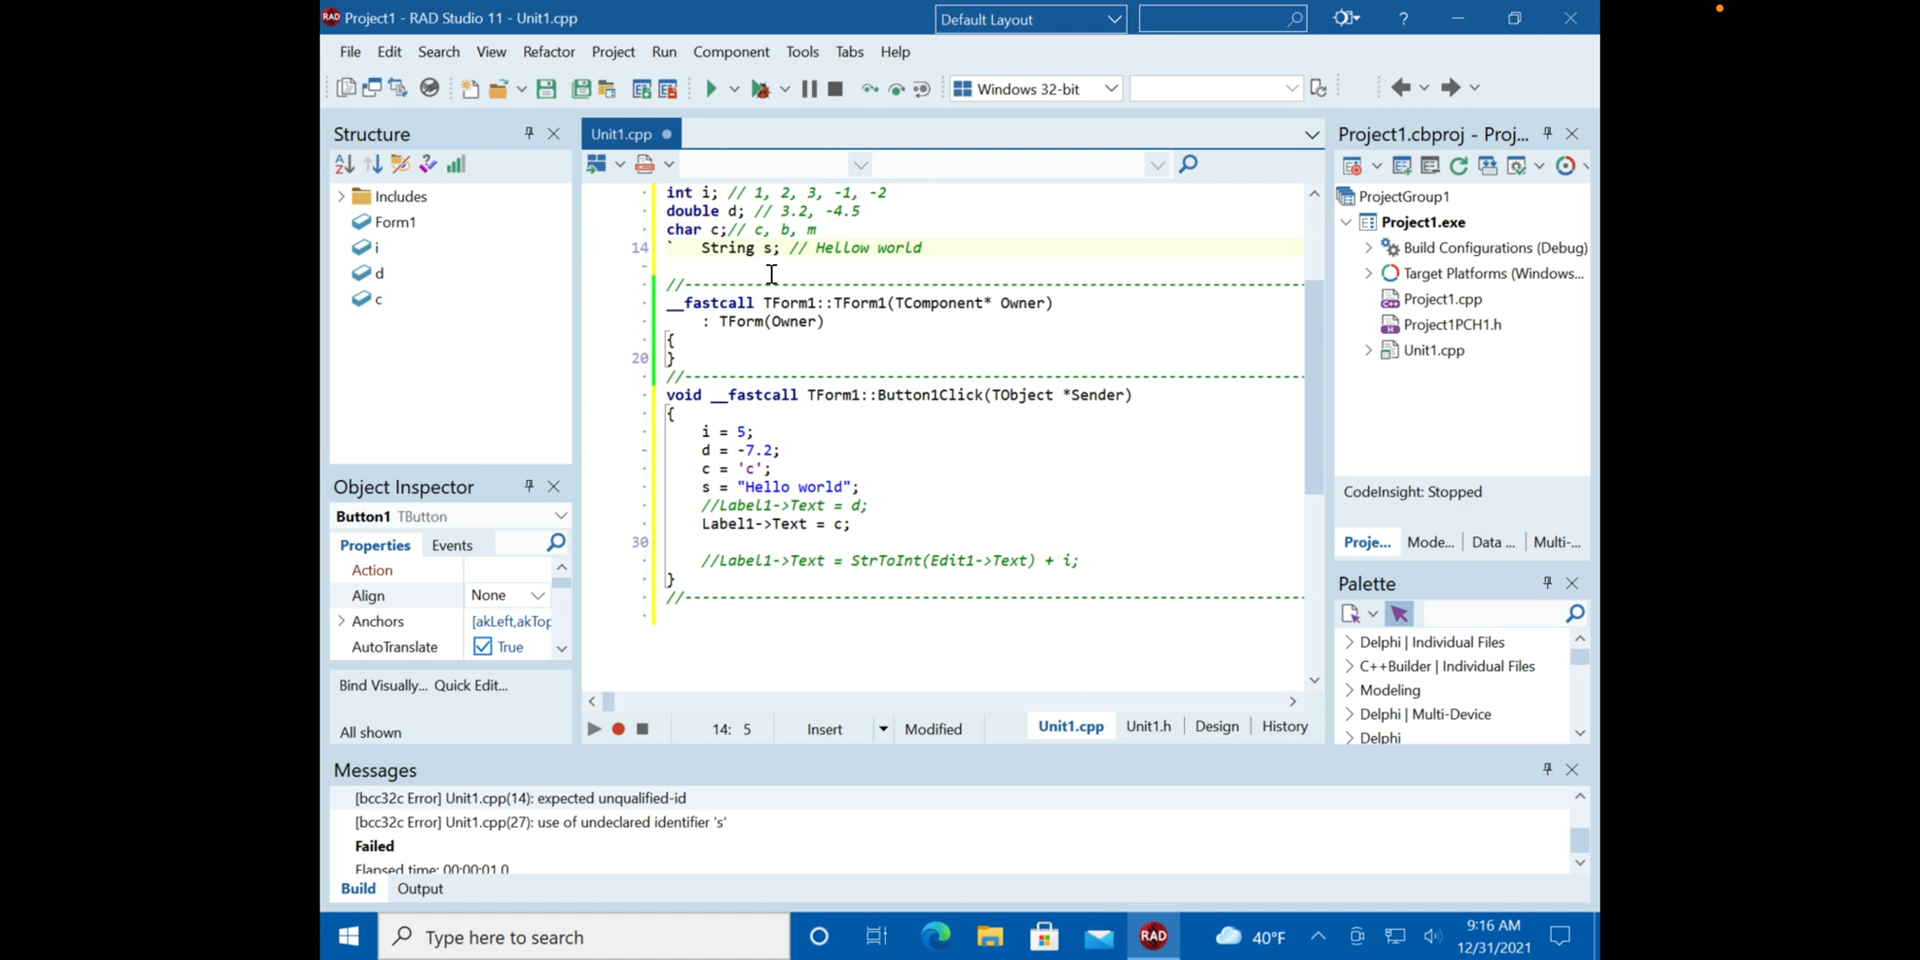 Project1 - RAD Studio 11 - Unit1.cpp
Default Layout
?
File Edit Search View Refactor Project Run Component Tools Tabs Help
Windows 32-bit
Structure
Includes
Form1
i
d
c
Object Inspector
Button1 TButton
Properties Events
Action
Align None
Anchors [akLeft,akTop
AutoTranslate True
Bind Visually... Quick Edit...
All shown
Unit1.cpp
int i; // 1, 2, 3, -1, -2
double d; // 3.2, -4.5
char c;// c, b, m
14 ` String s; // Hellow world
//--------------------------------------------------
__fastcall TForm1::TForm1(TComponent* Owner)
: TForm(Owner)
{
20 }
//--------------------------------------------------
void __fastcall TForm1::Button1Click(TObject *Sender)
{
i = 5;
d = -7.2;
c = 'c';
s = "Hello world";
//Label1->Text = d;
Label1->Text = c;
30
//Label1->Text = StrToInt(Edit1->Text) + i;
}
//--------------------------------------------------
14: 5 Insert Modified Unit1.cpp Unit1.h Design History
Project1.cbproj - Proj...
ProjectGroup1
Project1.exe
Build Configurations (Debug)
Target Platforms (Windows...
Project1.cpp
Project1PCH1.h
Unit1.cpp
CodeInsight: Stopped
Proje... Mode... Data ... Multi-...
Palette
Delphi | Individual Files
C++Builder | Individual Files
Modeling
Delphi | Multi-Device
Delphi
Messages
[bcc32c Error] Unit1.cpp(14): expected unqualified-id
[bcc32c Error] Unit1.cpp(27): use of undeclared identifier 's'
Failed
Elapsed time: 00:00:01.0
Build Output
Type here to search
RAD
40°F
9:16 AM
12/31/2021